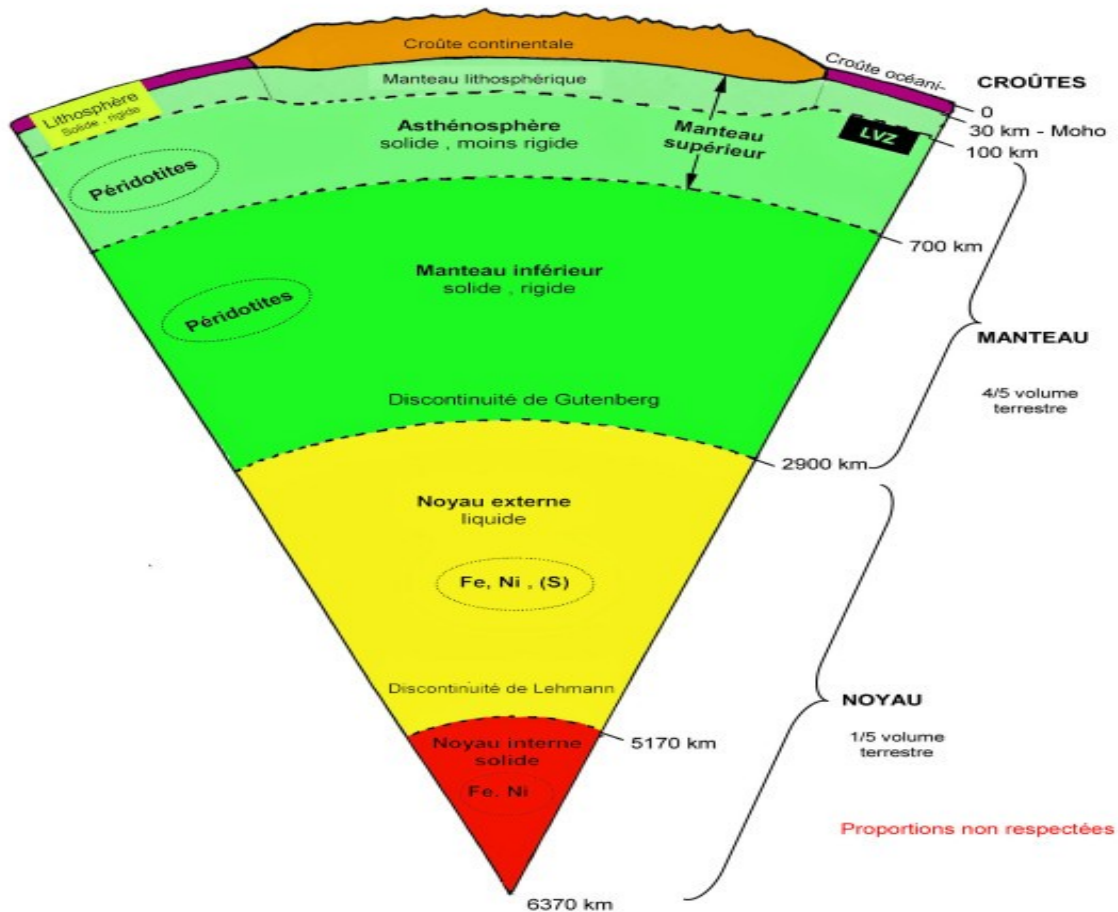 Croûte continentale
Croûte océani-
CROÛTES
Manteau lithosphérique
Lithosphère
Solide , rigide
0
30 km - Moho
LVZ
100 km
Asthénosphère
solide , moins rigide
Manteau
supérieur
Péridotites
700 km
Manteau inférieur
solide , rigide
Péridotites
MANTEAU
4/5 volume
terrestre
Discontinuité de Gutenberg
2900 km
Noyau externe
liquide
Fe, Ni , (S)
Discontinuité de Lehmann
NOYAU
1/5 volume
terrestre
5170 km
Noyau interne
solide
Fe. Ni
Proportions non respectées
6370 km